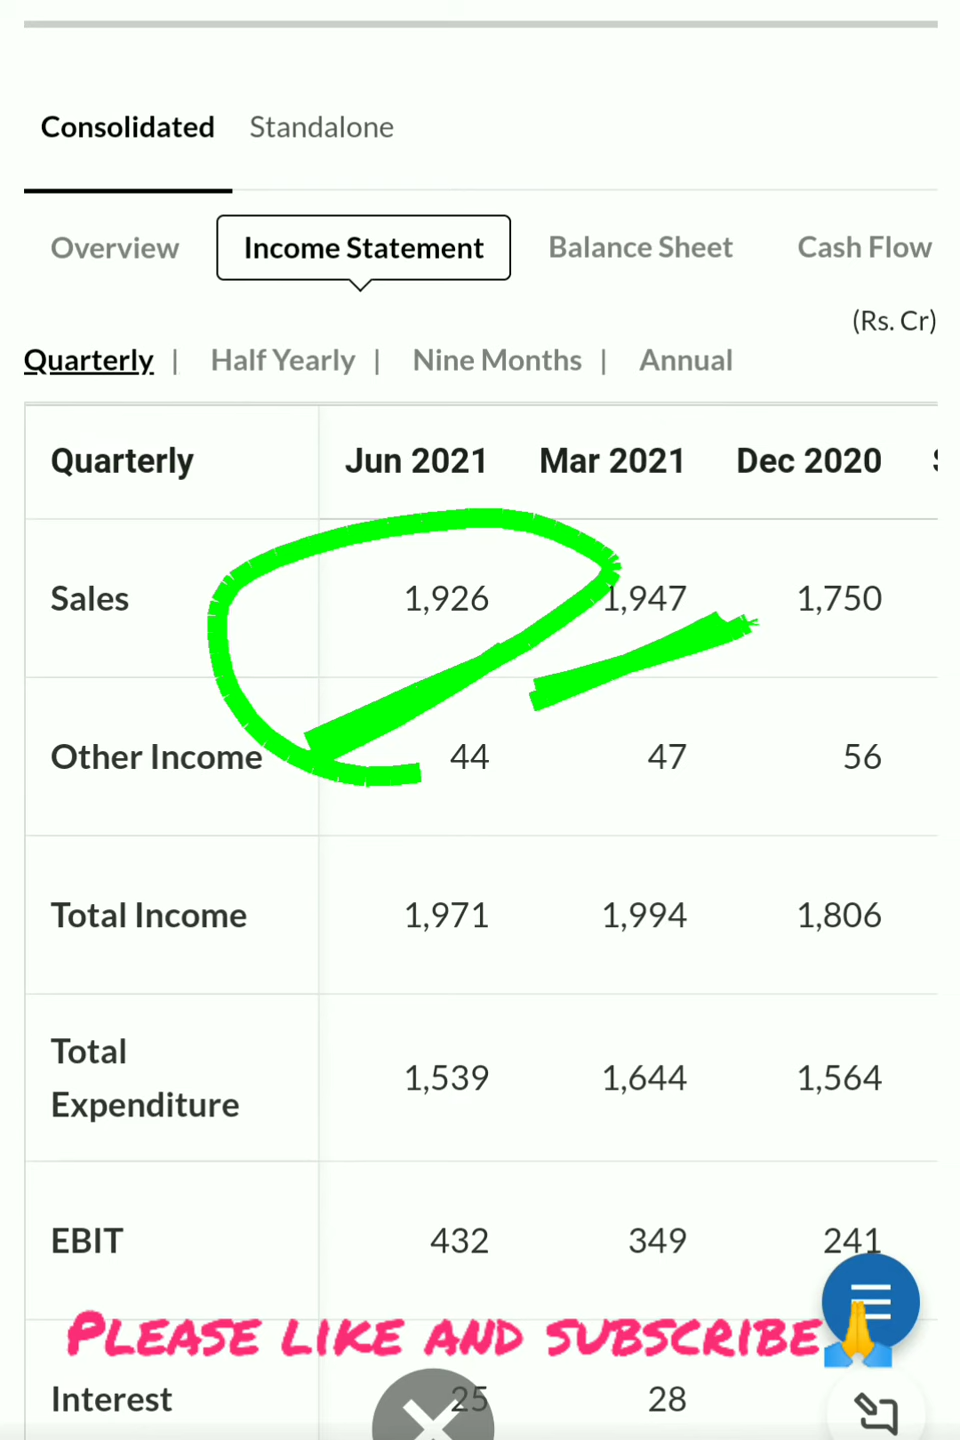 Consolidated Standalone
Overview Income Statement Balance Sheet Cash Flow
(Rs. Cr)
Quarterly | Half Yearly | Nine Months | Annual
Quarterly Jun 2021 Mar 2021 Dec 2020
Sales 1,926 1,947 1,750
Other Income 44 47 56
Total Income 1,971 1,994 1,806
Total
Expenditure 1,539 1,644 1,564
EBIT 432 349 241
PLEASE LIKE AND SUBSCRIBE🙏
Interest 25 28